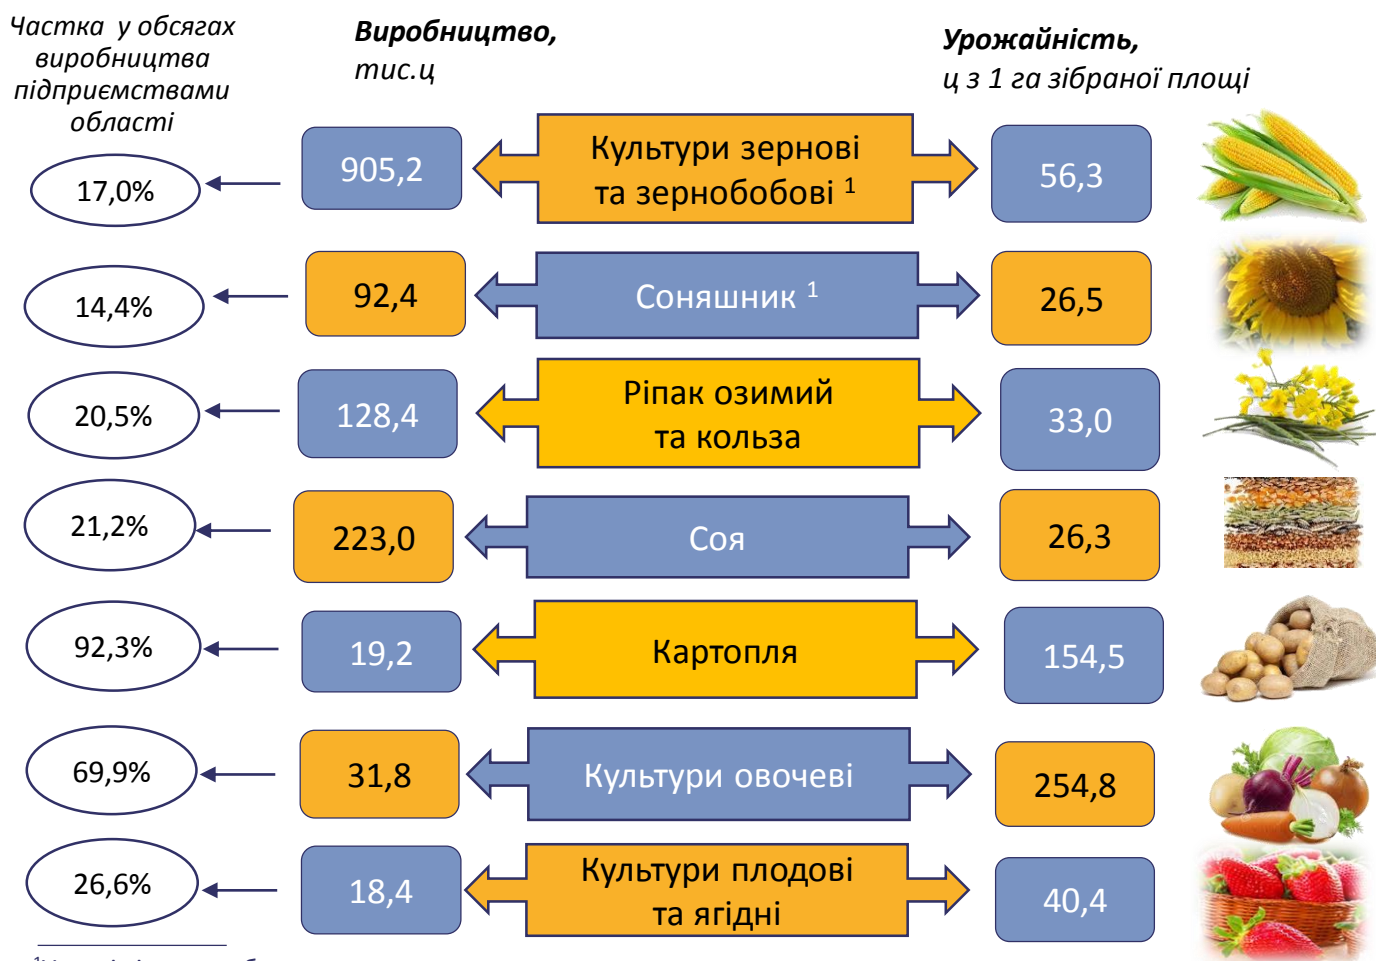 Частка у обсягах
виробництва
підприємствами
області
Виробництво,
тис.ц
Урожайність,
ц з 1 га зібраної площі
17,0%
905,2
Культури зернові
та зернобобові ¹
56,3
14,4%
92,4
Соняшник ¹
26,5
20,5%
128,4
Ріпак озимий
та кольза
33,0
21,2%
223,0
Соя
26,3
92,3%
19,2
Картопля
154,5
69,9%
31,8
Культури овочеві
254,8
26,6%
18,4
Культури плодові
та ягідні
40,4